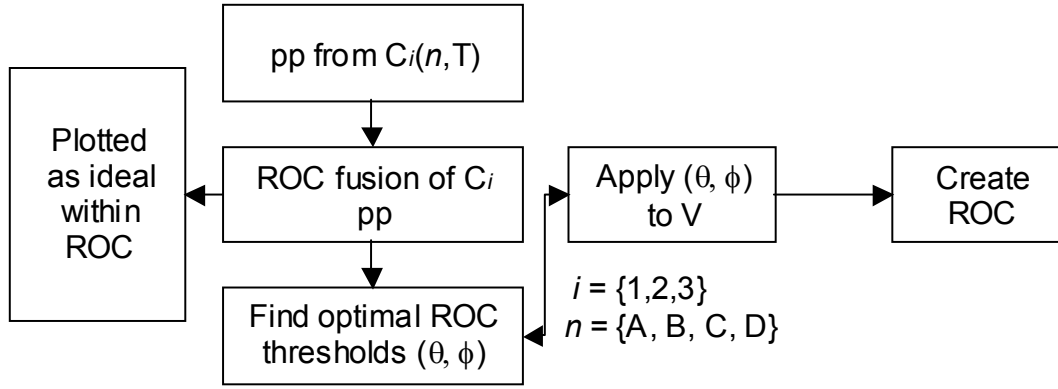 pp from Ci(n,T)
Plotted
as ideal
within
ROC
ROC fusion of Ci
pp
Apply (θ, ϕ)
to V
Create
ROC
Find optimal ROC
thresholds (θ, ϕ)
i = {1,2,3}
n = {A, B, C, D}